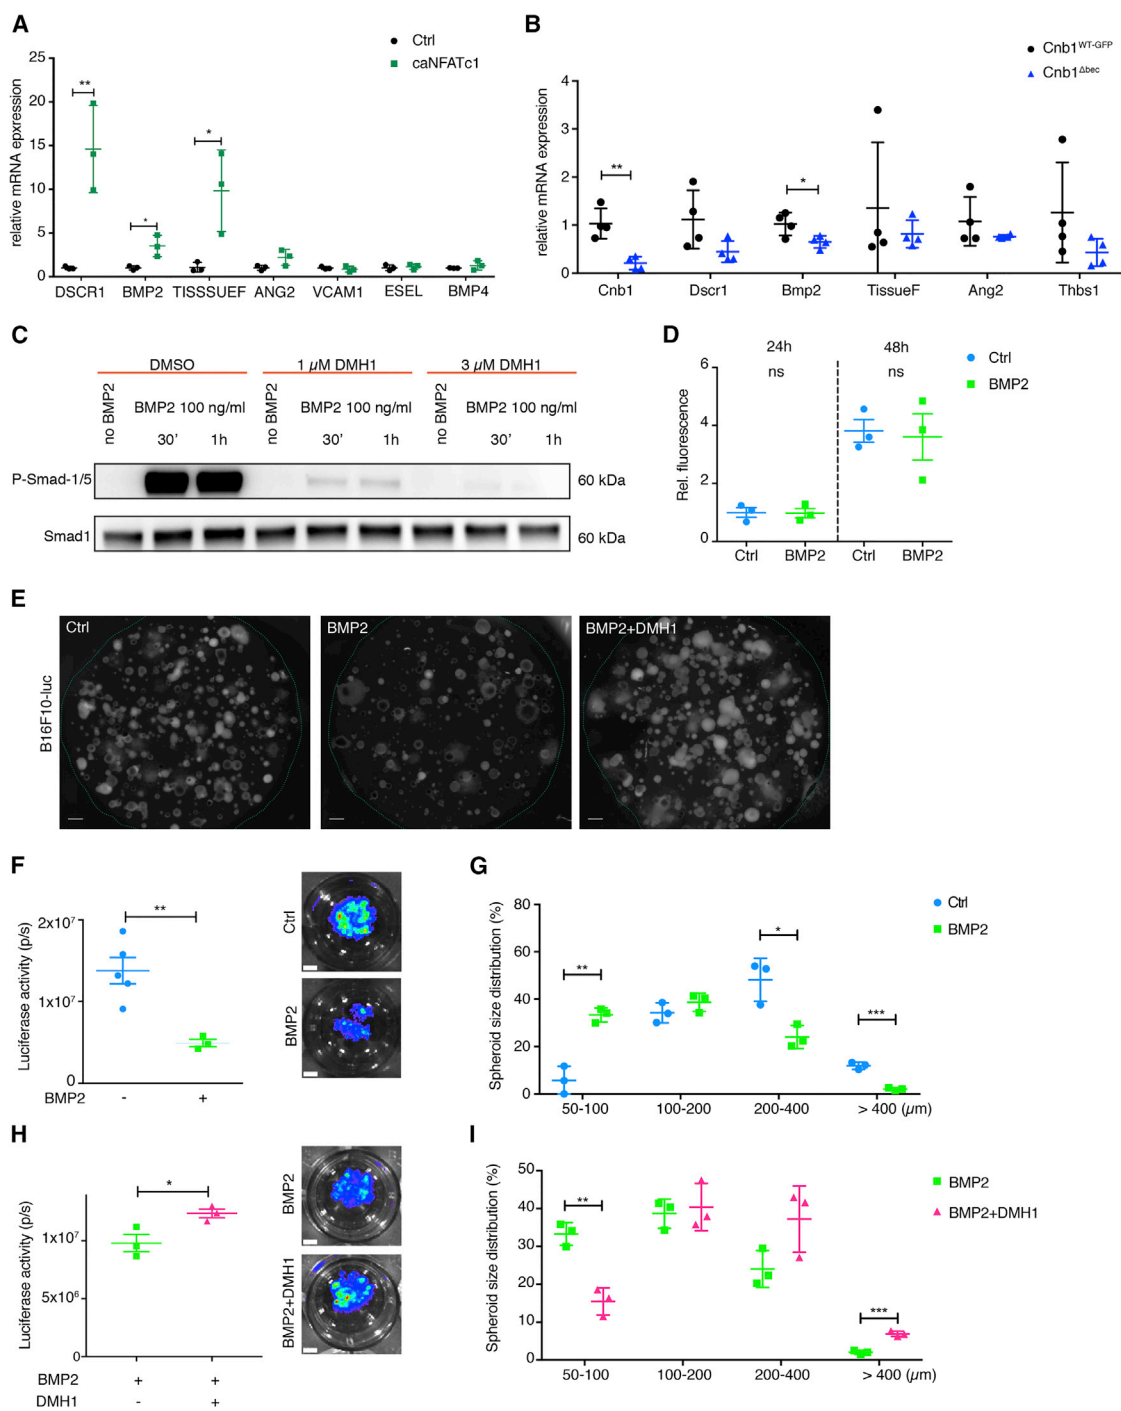 A
Ctrl
caNFATc1
relative mRNA epxression
25
20
15
10
5
0
**
*
*
DSCR1 BMP2 TISSSUEF ANG2 VCAM1 ESEL BMP4
B
Cnb1WT-GFP
Cnb1Δbec
relative mRNA expression
4
3
2
1
0
**
*
Cnb1 Dscr1 Bmp2 TissueF Ang2 Thbs1
C
DMSO 1 µM DMH1 3 µM DMH1
no BMP2 BMP2 100 ng/ml no BMP2 BMP2 100 ng/ml no BMP2 BMP2 100 ng/ml
30' 1h 30' 1h 30' 1h
P-Smad-1/5 60 kDa
Smad1 60 kDa
D
24h 48h
ns ns
Ctrl
BMP2
Rel. fluorescence
6
4
2
0
Ctrl BMP2 Ctrl BMP2
E
B16F10-luc
Ctrl
BMP2
BMP2+DMH1
F
Luciferase activity (p/s)
2x10⁷
1x10⁷
0
**
BMP2 - +
Ctrl
BMP2
G
Ctrl
BMP2
Spheroid size distribution (%)
80
60
40
20
0
**
*
***
50-100 100-200 200-400 > 400 (µm)
H
Luciferase activity (p/s)
1x10⁷
5x10⁶
0
*
BMP2 + +
DMH1 - +
BMP2
BMP2+DMH1
I
BMP2
BMP2+DMH1
Spheroid size distribution (%)
50
40
30
20
10
0
**
***
50-100 100-200 200-400 > 400 (µm)